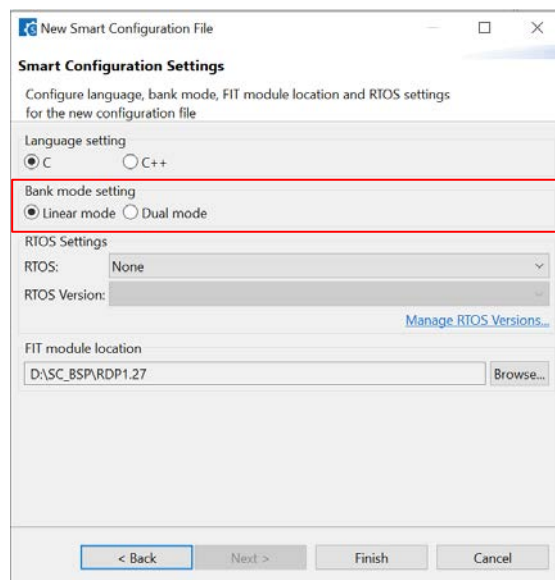 New Smart Configuration File
Smart Configuration Settings
Configure language, bank mode, FIT module location and RTOS settings
for the new configuration file
Language setting
C C++
Bank mode setting
Linear mode Dual mode
RTOS Settings
RTOS: None
RTOS Version:
Manage RTOS Versions...
FIT module location
D:\SC_BSP\RDP1.27 Browse...
< Back Next > Finish Cancel